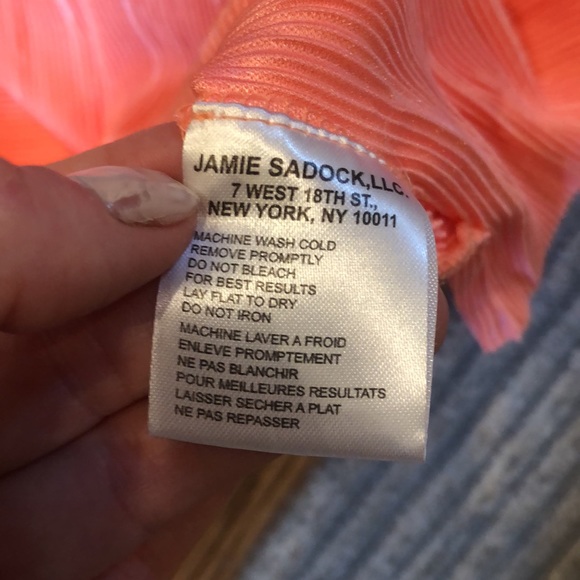 JAMIE SADOCK,LLC.
7 WEST 18TH ST.,
NEW YORK, NY 10011
MACHINE WASH COLD
REMOVE PROMPTLY
DO NOT BLEACH
FOR BEST RESULTS
LAY FLAT TO DRY
DO NOT IRON
MACHINE LAVER A FROID
ENLEVE PROMPTEMENT
NE PAS BLANCHIR
POUR MEILLEURES RESULTATS
LAISSER SECHER A PLAT
NE PAS REPASSER